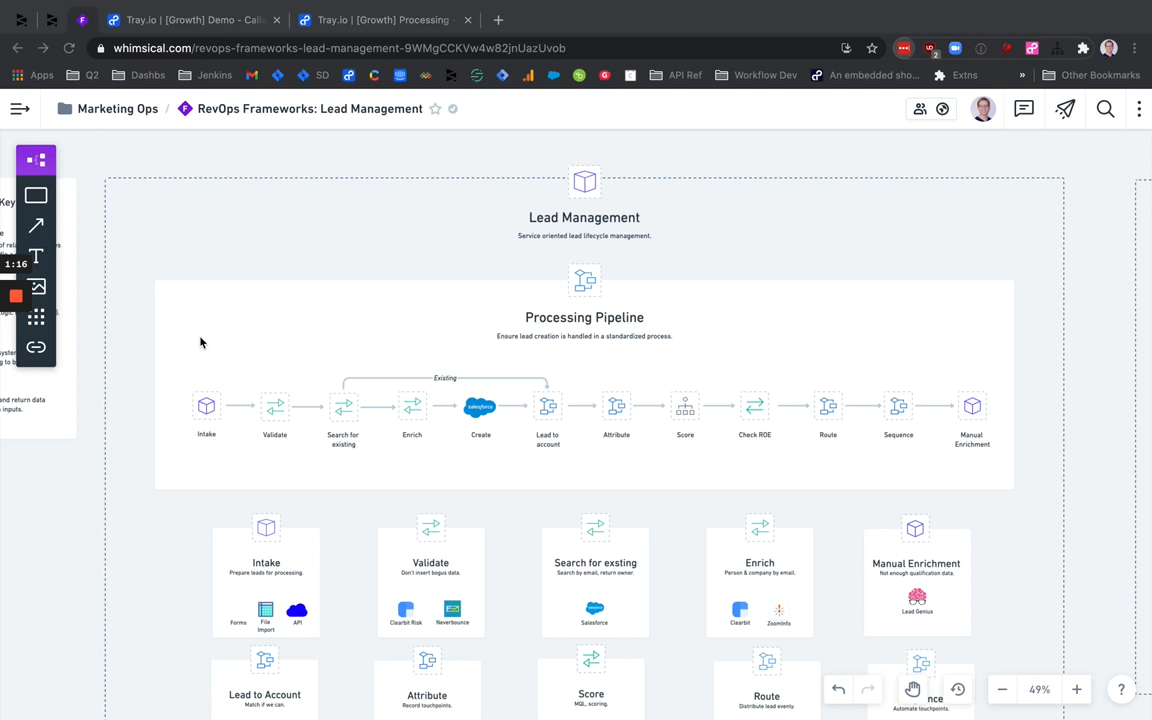 Tray.io | [Growth] Demo - Calle
Tray.io | [Growth] Processing -
whimsical.com/revops-frameworks-lead-management-9WMgCCKVw4w82jnUazUvob
2
Apps
Q2
Dashbs
Jenkins
SD
API Ref
Workflow Dev
An embedded sho...
Extns
»
Other Bookmarks
Marketing Ops / RevOps Frameworks: Lead Management
Key
1:16
Lead Management
Service oriented lead lifecycle management.
Processing Pipeline
Ensure lead creation is handled in a standardized process.
Existing
salesforce
Intake
Validate
Search for
existing
Enrich
Create
Lead to
account
Attribute
Score
Check ROE
Route
Sequence
Manual
Enrichment
and return data
inputs.
Intake
Prepare leads for processing.
Forms
File
Import
API
Validate
Don't insert bogus data.
Clearbit Risk
Neverbounce
Search for exsting
Search by email, return owner.
Salesforce
Enrich
Person & company by email.
Clearbit
ZoomInfo
Manual Enrichment
Not enough qualification data.
Lead Genius
Lead to Account
Match if we can.
Attribute
Record touchpoints.
Score
MQL, scoring.
Route
Distribute lead evenly.
Automate touchpoints.
49%
?